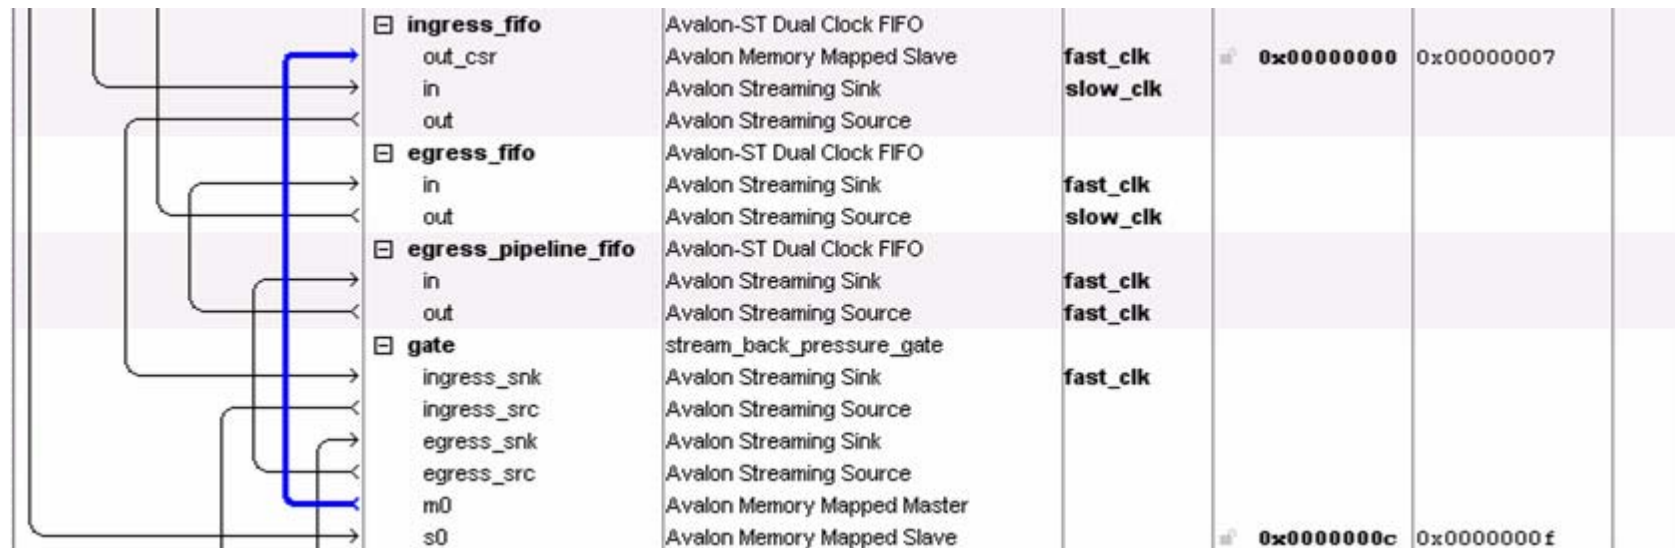 ingress_fifo Avalon-ST Dual Clock FIFO
out_csr Avalon Memory Mapped Slave fast_clk 0x00000000 0x00000007
in Avalon Streaming Sink slow_clk
out Avalon Streaming Source
egress_fifo Avalon-ST Dual Clock FIFO
in Avalon Streaming Sink fast_clk
out Avalon Streaming Source slow_clk
egress_pipeline_fifo Avalon-ST Dual Clock FIFO
in Avalon Streaming Sink fast_clk
out Avalon Streaming Source fast_clk
gate stream_back_pressure_gate
ingress_snk Avalon Streaming Sink fast_clk
ingress_src Avalon Streaming Source
egress_snk Avalon Streaming Sink
egress_src Avalon Streaming Source
m0 Avalon Memory Mapped Master
s0 Avalon Memory Mapped Slave 0x0000000c 0x0000000f